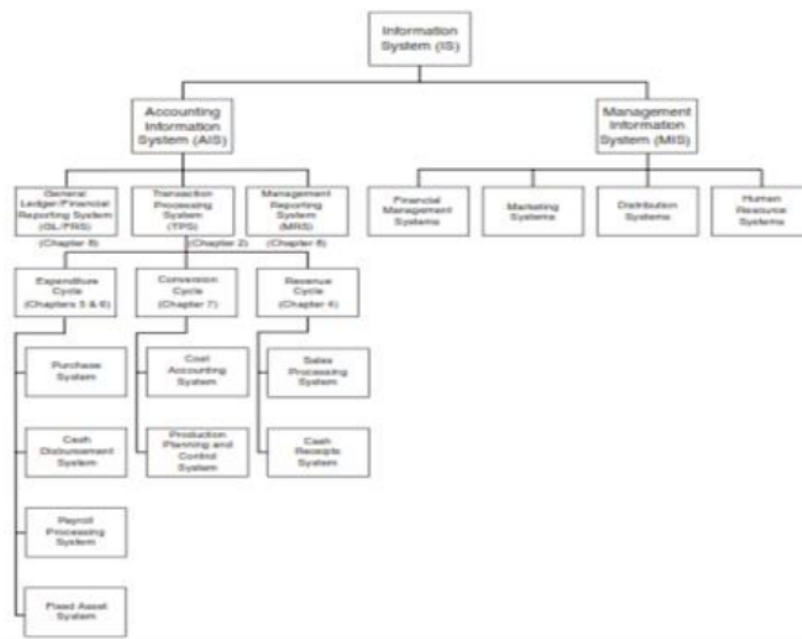 Information
System (IS)
Accounting
Information
System (AIS)
Management
Information
System (MIS)
General
Ledger/Financial
Reporting System
(GL/FRS)
Transaction
Processing
System
(TPS)
Management
Reporting
System
(MRS)
Financial
Management
Systems
Marketing
Systems
Distribution
Systems
Human
Resource
Systems
(Chapter 8)
(Chapter 2)
Expenditure
Cycle
(Chapters 5 & 6)
Conversion
Cycle
(Chapter 7)
Revenue
Cycle
(Chapter 4)
Purchase
System
Cost
Accounting
System
Sales
Processing
System
Cash
Disbursement
System
Production
Planning and
Control
System
Cash
Receipts
System
Payroll
Processing
System
Fixed Asset
System